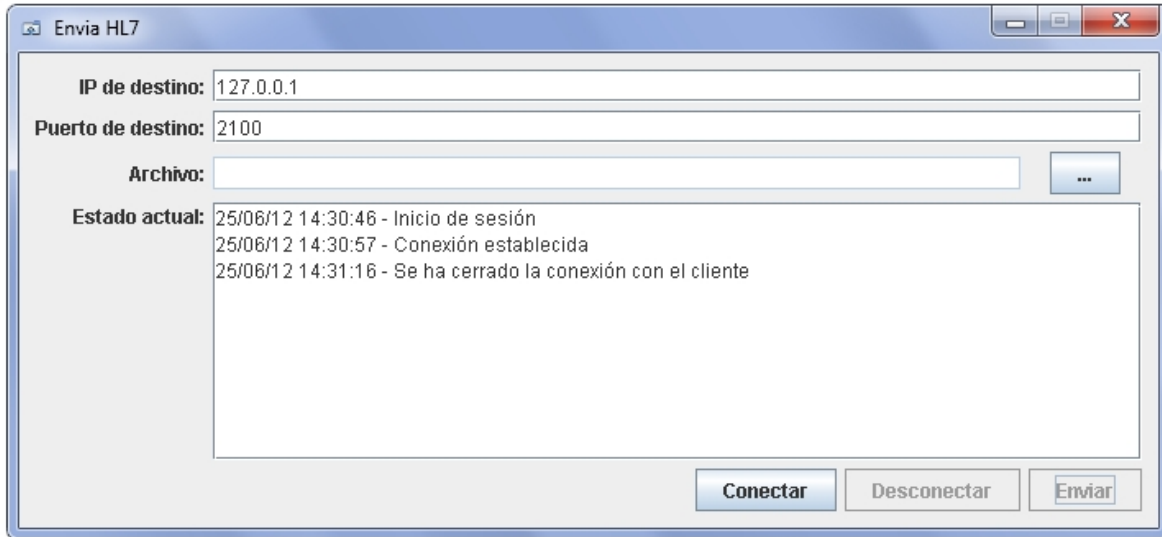 Envia HL7
IP de destino: 127.0.0.1
Puerto de destino: 2100
Archivo: ...
Estado actual: 25/06/12 14:30:46 - Inicio de sesión
25/06/12 14:30:57 - Conexión establecida
25/06/12 14:31:16 - Se ha cerrado la conexión con el cliente
Conectar Desconectar Enviar